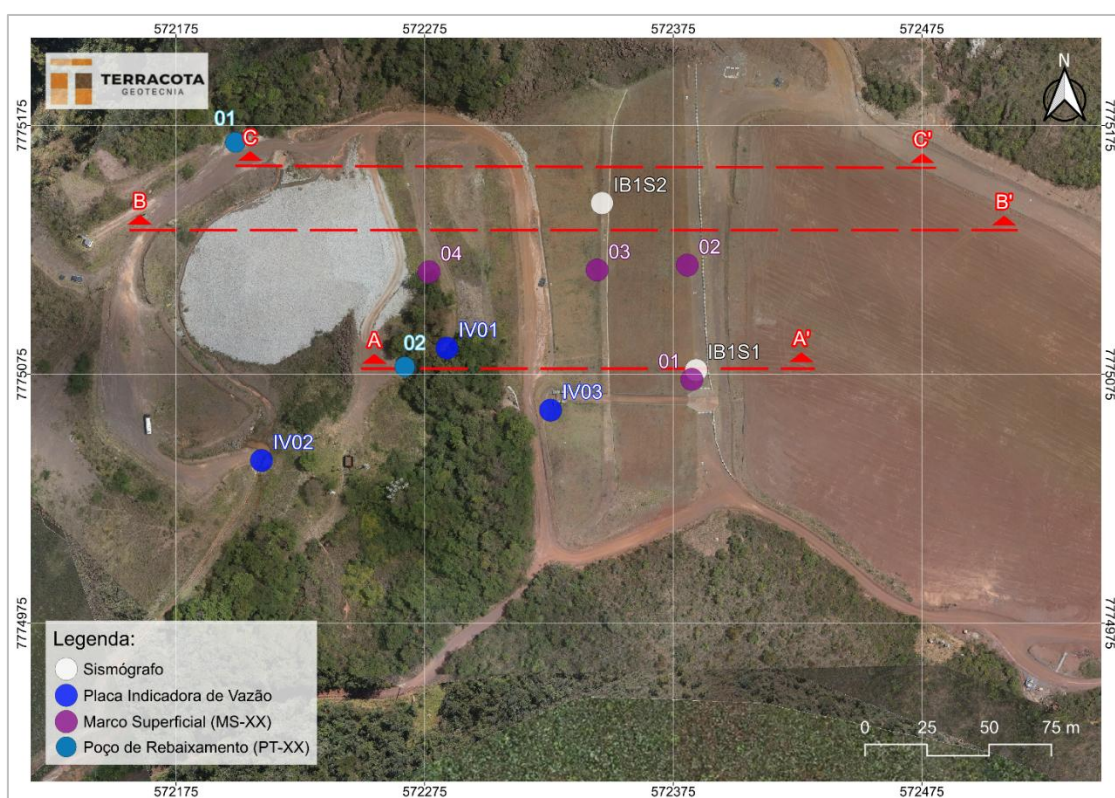 572175
572275
572375
572475
TERRACOTA
GEOTECNIA
N
7775175
7775175
01
C
C'
B
IB1S2
B'
04
03
02
IV01
A
02
01
IB1S1
A'
7775075
7775075
IV03
IV02
7774975
7774975
Legenda:
Sismógrafo
Placa Indicadora de Vazão
Marco Superficial (MS-XX)
Poço de Rebaixamento (PT-XX)
0 25 50 75 m
572175
572275
572375
572475